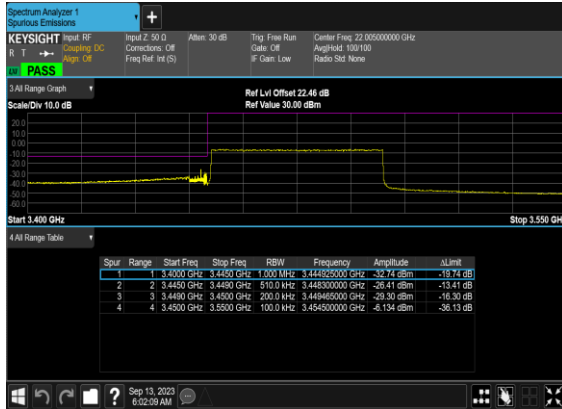 Spectrum Analyzer 1
Spurious Emissions
KEYSIGHT Input: RF Input Z: 50 Ω Atten: 30 dB Trig: Free Run Center Freq: 22.005000000 GHz
R T Coupling: DC Corrections: Off Gate: Off Avg|Hold: 100/100
Align: Off Freq Ref: Int (S) IF Gain: Low Radio Std: None
PASS
3 All Range Graph
Ref Lvl Offset 22.46 dB
Scale/Div 10.0 dB Ref Value 30.00 dBm
20.0
10.0
0.00
-10.0
-20.0
-30.0
-40.0
-50.0
-60.0
Start 3.400 GHz Stop 3.550 GH
4 All Range Table
Spur Range Start Freq Stop Freq RBW Frequency Amplitude ΔLimit
1 1 3.4000 GHz 3.4450 GHz 1.000 MHz 3.444925000 GHz -32.74 dBm -19.74 dB
2 2 3.4450 GHz 3.4490 GHz 510.0 kHz 3.448300000 GHz -26.41 dBm -13.41 dB
3 3 3.4490 GHz 3.4500 GHz 200.0 kHz 3.449465000 GHz -29.30 dBm -16.30 dB
4 4 3.4500 GHz 3.5500 GHz 100.0 kHz 3.454500000 GHz -6.134 dBm -36.13 dB
?
Sep 13, 2023
6:02:09 AM